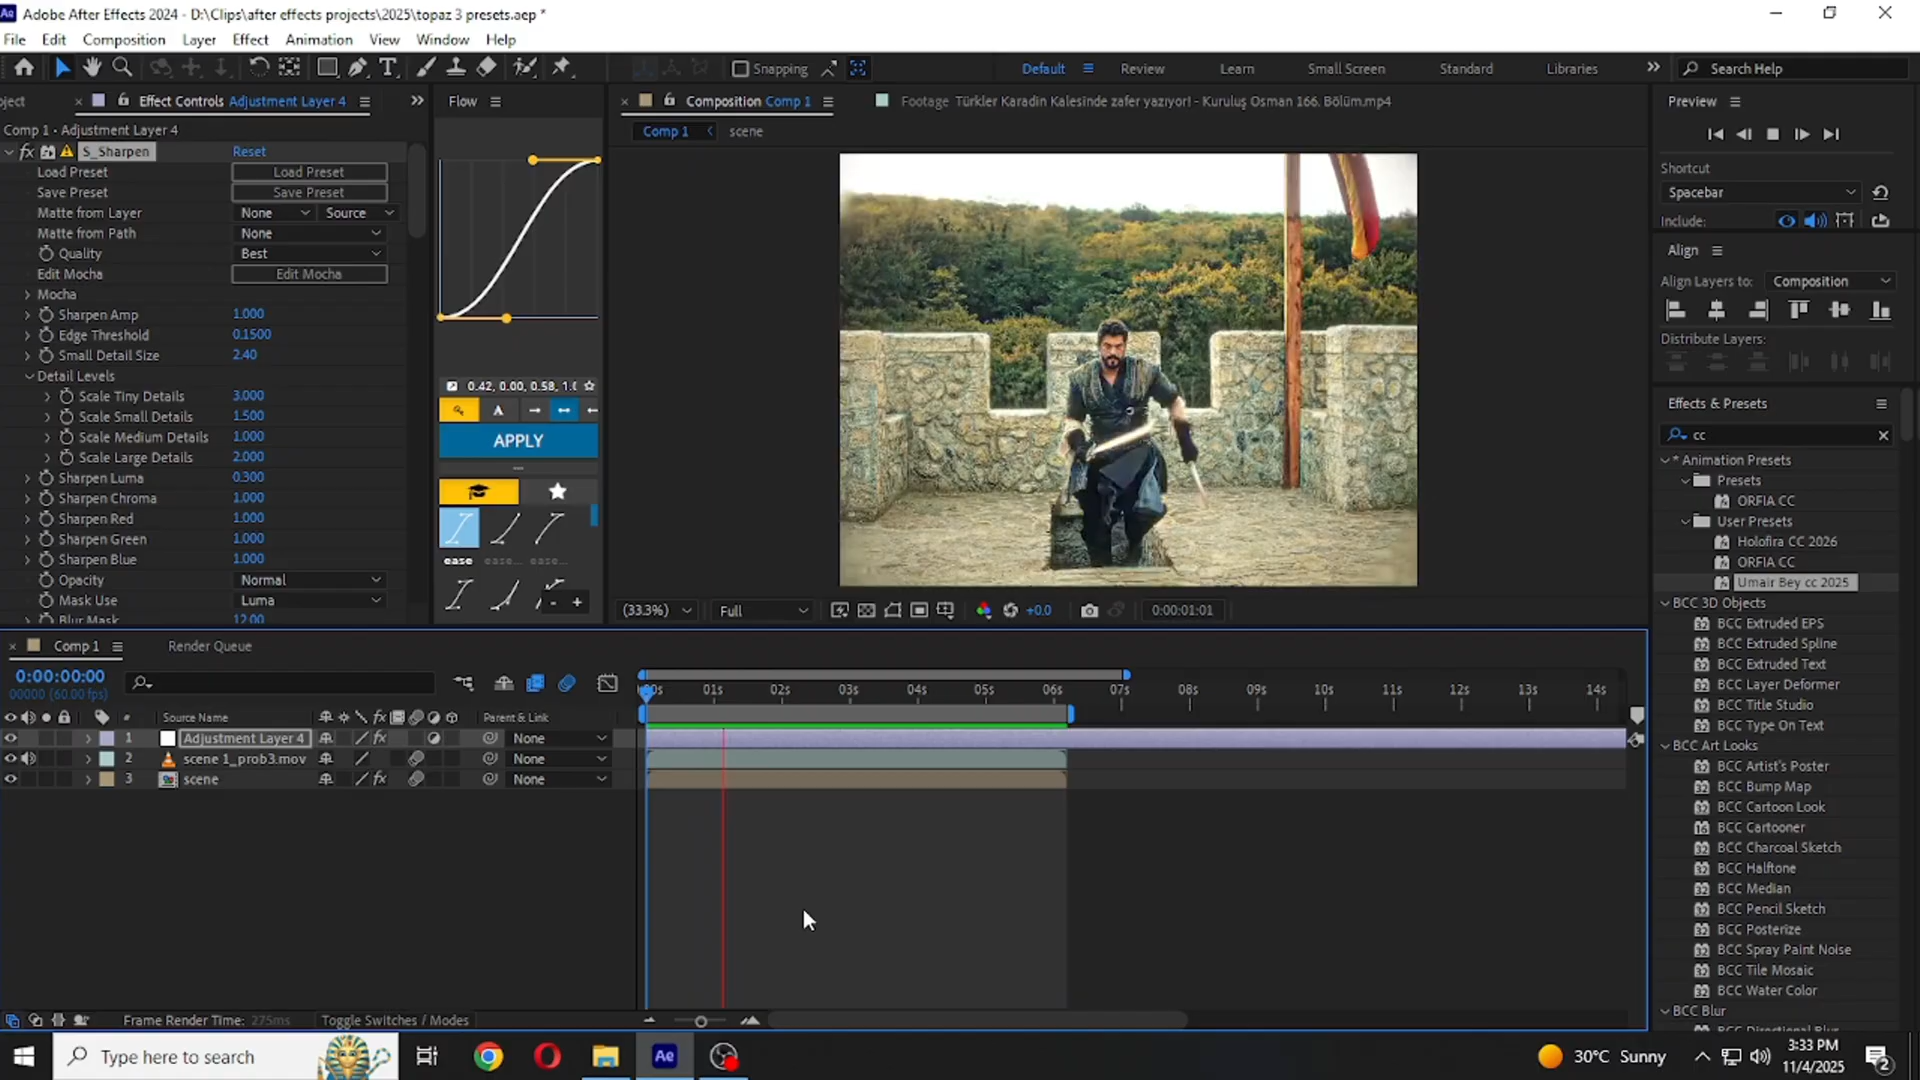 Adobe After Effects 2024 - D:\Clips\after effects projects\2025\topaz 3 presets.aep *
File Edit Composition Layer Effect Animation View Window Help
Snapping
Default Review Learn Small Screen Standard Libraries
Search Help
oject
Effect Controls Adjustment Layer 4
Comp 1 · Adjustment Layer 4
S_Sharpen Reset
Load Preset Load Preset
Save Preset Save Preset
Matte from Layer None Source
Matte from Path None
Quality Best
Edit Mocha Edit Mocha
Mocha
Sharpen Amp 1.000
Edge Threshold 0.1500
Small Detail Size 2.40
Detail Levels
Scale Tiny Details 3.000
Scale Small Details 1.500
Scale Medium Details 1.000
Scale Large Details 2.000
Sharpen Luma 0.300
Sharpen Chroma 1.000
Sharpen Red 1.000
Sharpen Green 1.000
Sharpen Blue 1.000
Opacity Normal
Mask Use Luma
Blur Mask 12.00
Flow
0.42, 0.00, 0.58, 1.0
A
APPLY
ease ease... ease...
Composition Comp 1
Footage Türkler Karadin Kalesinde zafer yazıyor! - Kuruluş Osman 166. Bölüm.mp4
Comp 1 scene
(33.3%) Full +0.0 0:00:01:01
Preview
Shortcut
Spacebar
Include:
Align
Align Layers to: Composition
Distribute Layers:
Effects & Presets
cc
* Animation Presets
Presets
ORFIA CC
User Presets
Holofira CC 2026
ORFIA CC
Umair Bey cc 2025
BCC 3D Objects
BCC Extruded EPS
BCC Extruded Spline
BCC Extruded Text
BCC Layer Deformer
BCC Title Studio
BCC Type On Text
BCC Art Looks
BCC Artist's Poster
BCC Bump Map
BCC Cartoon Look
BCC Cartooner
BCC Charcoal Sketch
BCC Halftone
BCC Median
BCC Pencil Sketch
BCC Posterize
BCC Spray Paint Noise
BCC Tile Mosaic
BCC Water Color
BCC Blur
BCC Directional Blur
Comp 1 Render Queue
0:00:00:00
00000 (60.00 fps)
00s 01s 02s 03s 04s 05s 06s 07s 08s 09s 10s 11s 12s 13s 14s
# Source Name Parent & Link
1 Adjustment Layer 4 None
2 scene 1_prob3.mov None
3 scene None
Frame Render Time: 275ms Toggle Switches / Modes
Type here to search
Ae
30°C Sunny
3:33 PM
11/4/2025
2